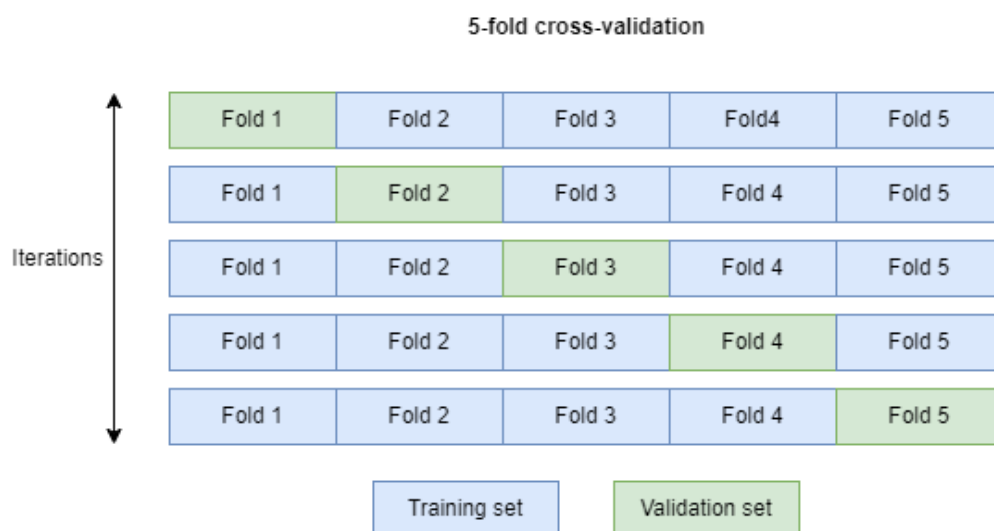 5-fold cross-validation
Fold 1 Fold 2 Fold 3 Fold4 Fold 5
Fold 1 Fold 2 Fold 3 Fold 4 Fold 5
Iterations
Fold 1 Fold 2 Fold 3 Fold 4 Fold 5
Fold 1 Fold 2 Fold 3 Fold 4 Fold 5
Fold 1 Fold 2 Fold 3 Fold 4 Fold 5
Training set Validation set